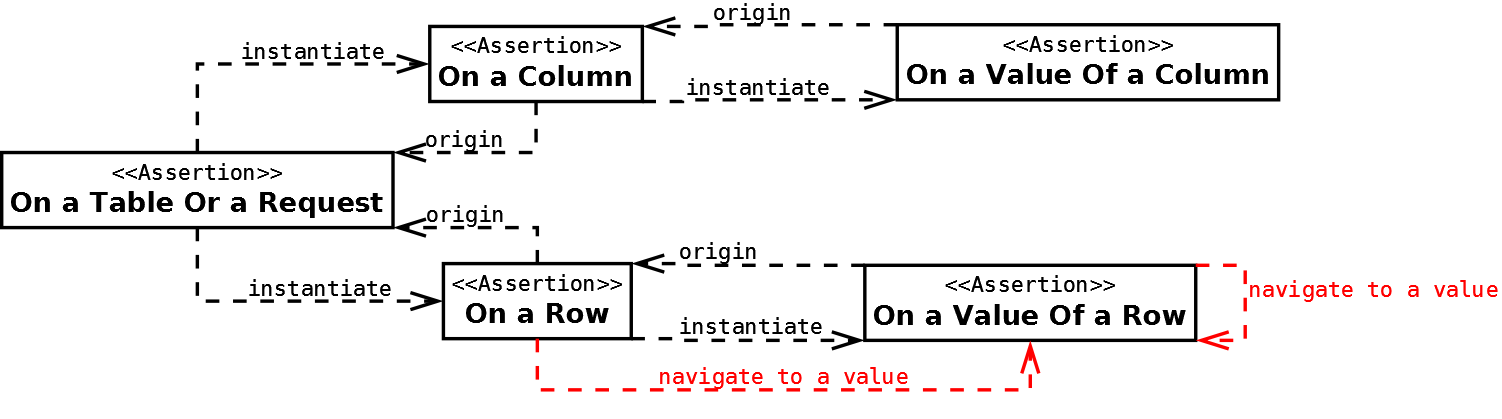 origin
<<Assertion>>
On a Column
<<Assertion>>
On a Value Of a Column
instantiate
instantiate
origin
<<Assertion>>
On a Table Or a Request
origin
origin
instantiate
<<Assertion>>
On a Row
<<Assertion>>
On a Value Of a Row
navigate to a value
instantiate
navigate to a value